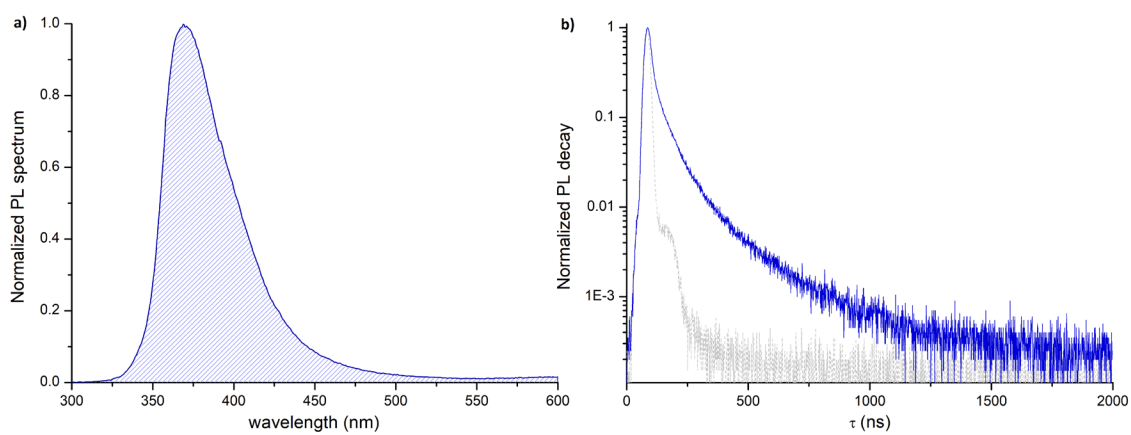 a)
Normalized PL spectrum
1.0
0.8
0.6
0.4
0.2
0.0
300 350 400 450 500 550 600
wavelength (nm)
b)
Normalized PL decay
1
0.1
0.01
1E-3
0 500 1000 1500 2000
τ (ns)